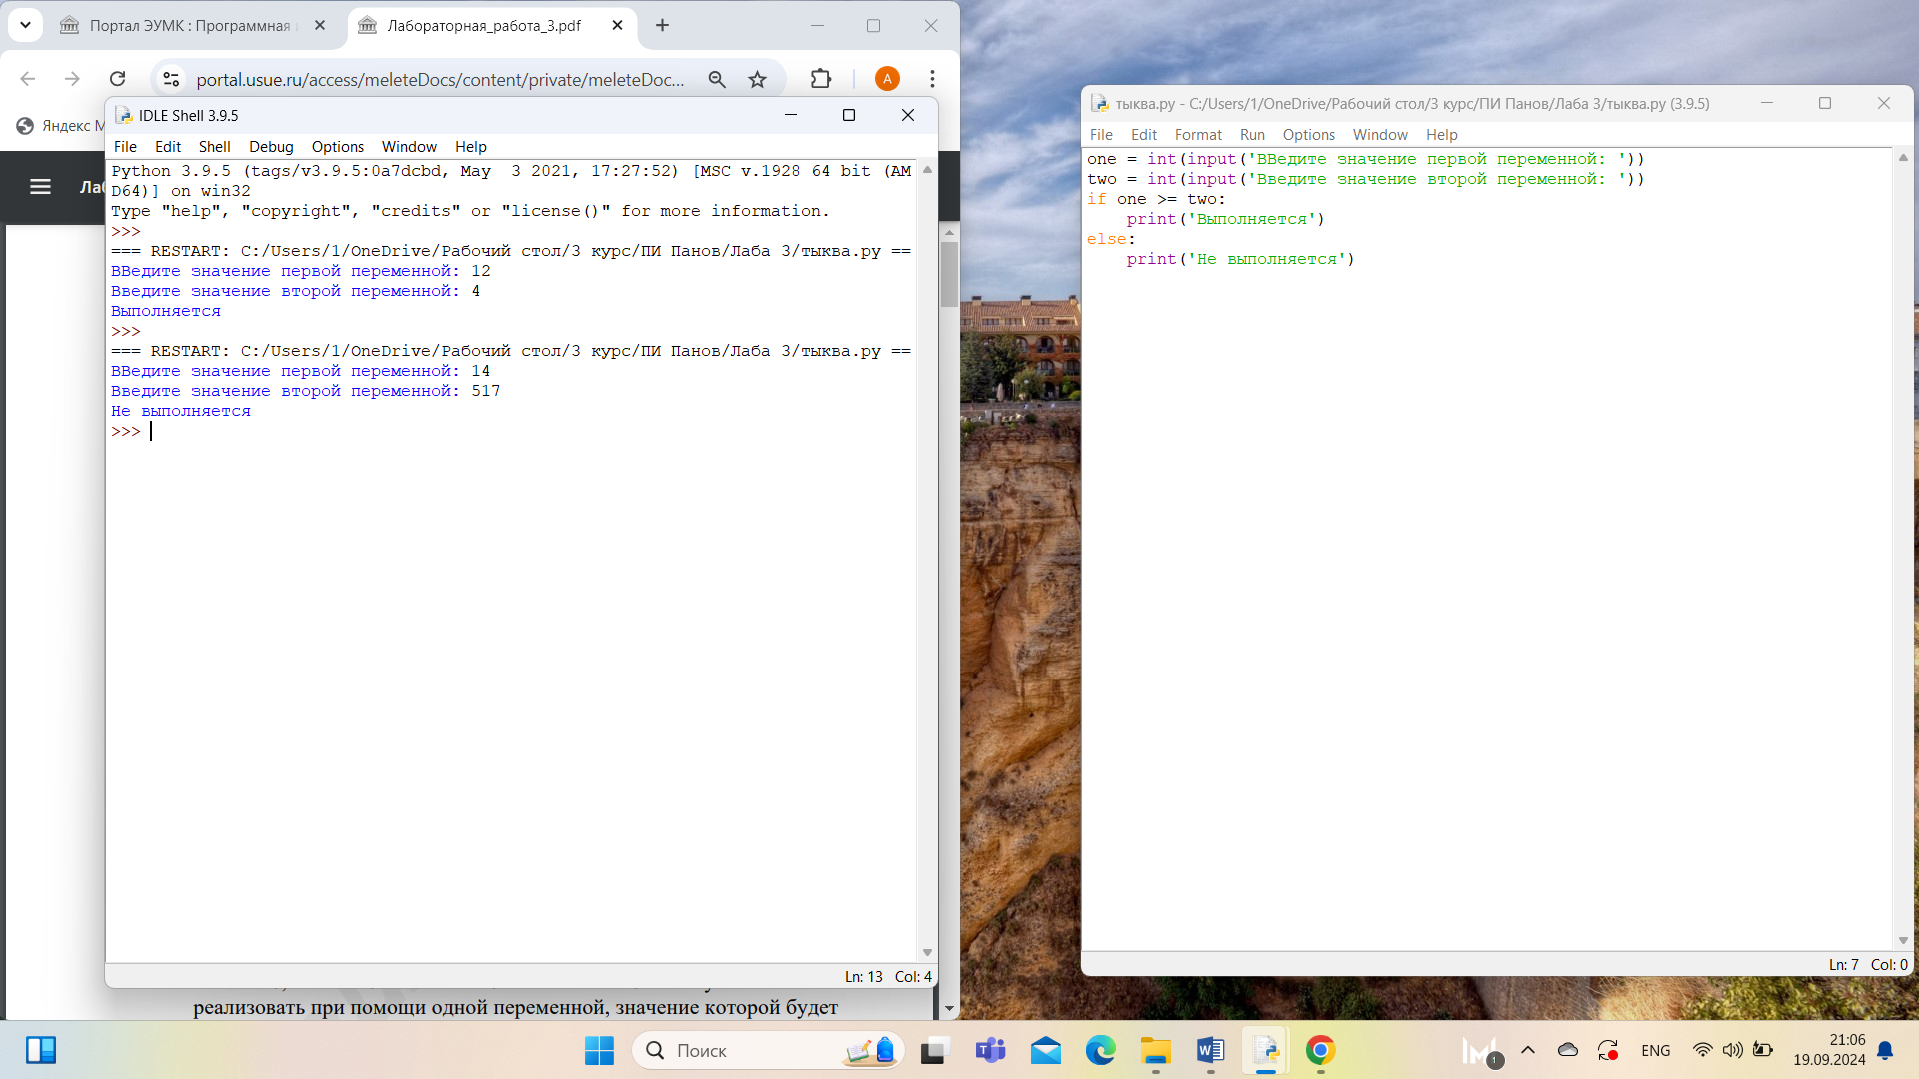 Портал ЭУМК : Программная
Лабораторная_работа_3.pdf
portal.usue.ru/access/meleteDocs/content/private/meleteDoc...
A
Яндекс М
Ла
IDLE Shell 3.9.5
File Edit Shell Debug Options Window Help
Python 3.9.5 (tags/v3.9.5:0a7dcbd, May  3 2021, 17:27:52) [MSC v.1928 64 bit (AM
D64)] on win32
Type "help", "copyright", "credits" or "license()" for more information.
>>>
=== RESTART: C:/Users/1/OneDrive/Рабочий стол/3 курс/ПИ Панов/Лаба 3/тыква.py ==
ВВедите значение первой переменной: 12
Введите значение второй переменной: 4
Выполняется
>>>
=== RESTART: C:/Users/1/OneDrive/Рабочий стол/3 курс/ПИ Панов/Лаба 3/тыква.py ==
ВВедите значение первой переменной: 14
Введите значение второй переменной: 517
Не выполняется
>>>
Ln: 13 Col: 4
реализовать при помощи одной переменной, значение которой будет
тыква.py - C:/Users/1/OneDrive/Рабочий стол/3 курс/ПИ Панов/Лаба 3/тыква.py (3.9.5)
File Edit Format Run Options Window Help
one = int(input('ВВедите значение первой переменной: '))
two = int(input('Введите значение второй переменной: '))
if one >= two:
    print('Выполняется')
else:
    print('Не выполняется')
Ln: 7 Col: 0
Поиск
1
ENG
21:06
19.09.2024